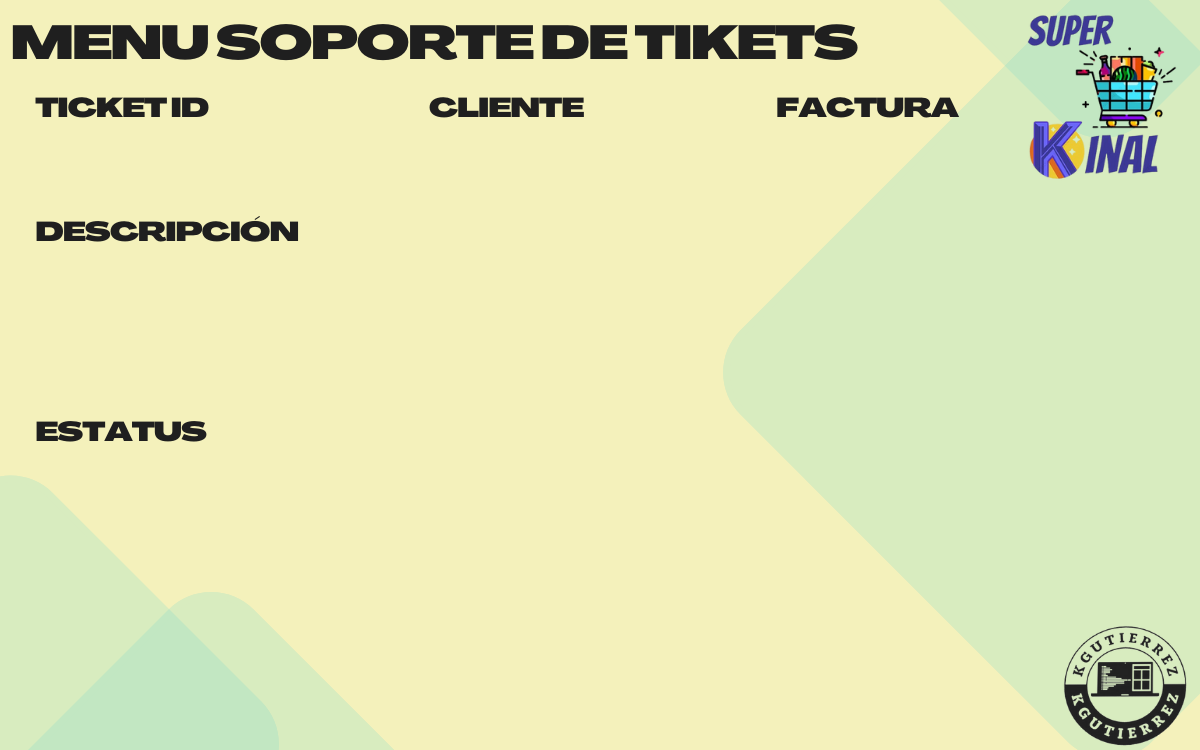 MENU SOPORTE DE TIKETS
SUPER
KINAL
TICKET ID
CLIENTE
FACTURA
DESCRIPCIÓN
ESTATUS
KGUTIERREZ
KGUTIERREZ